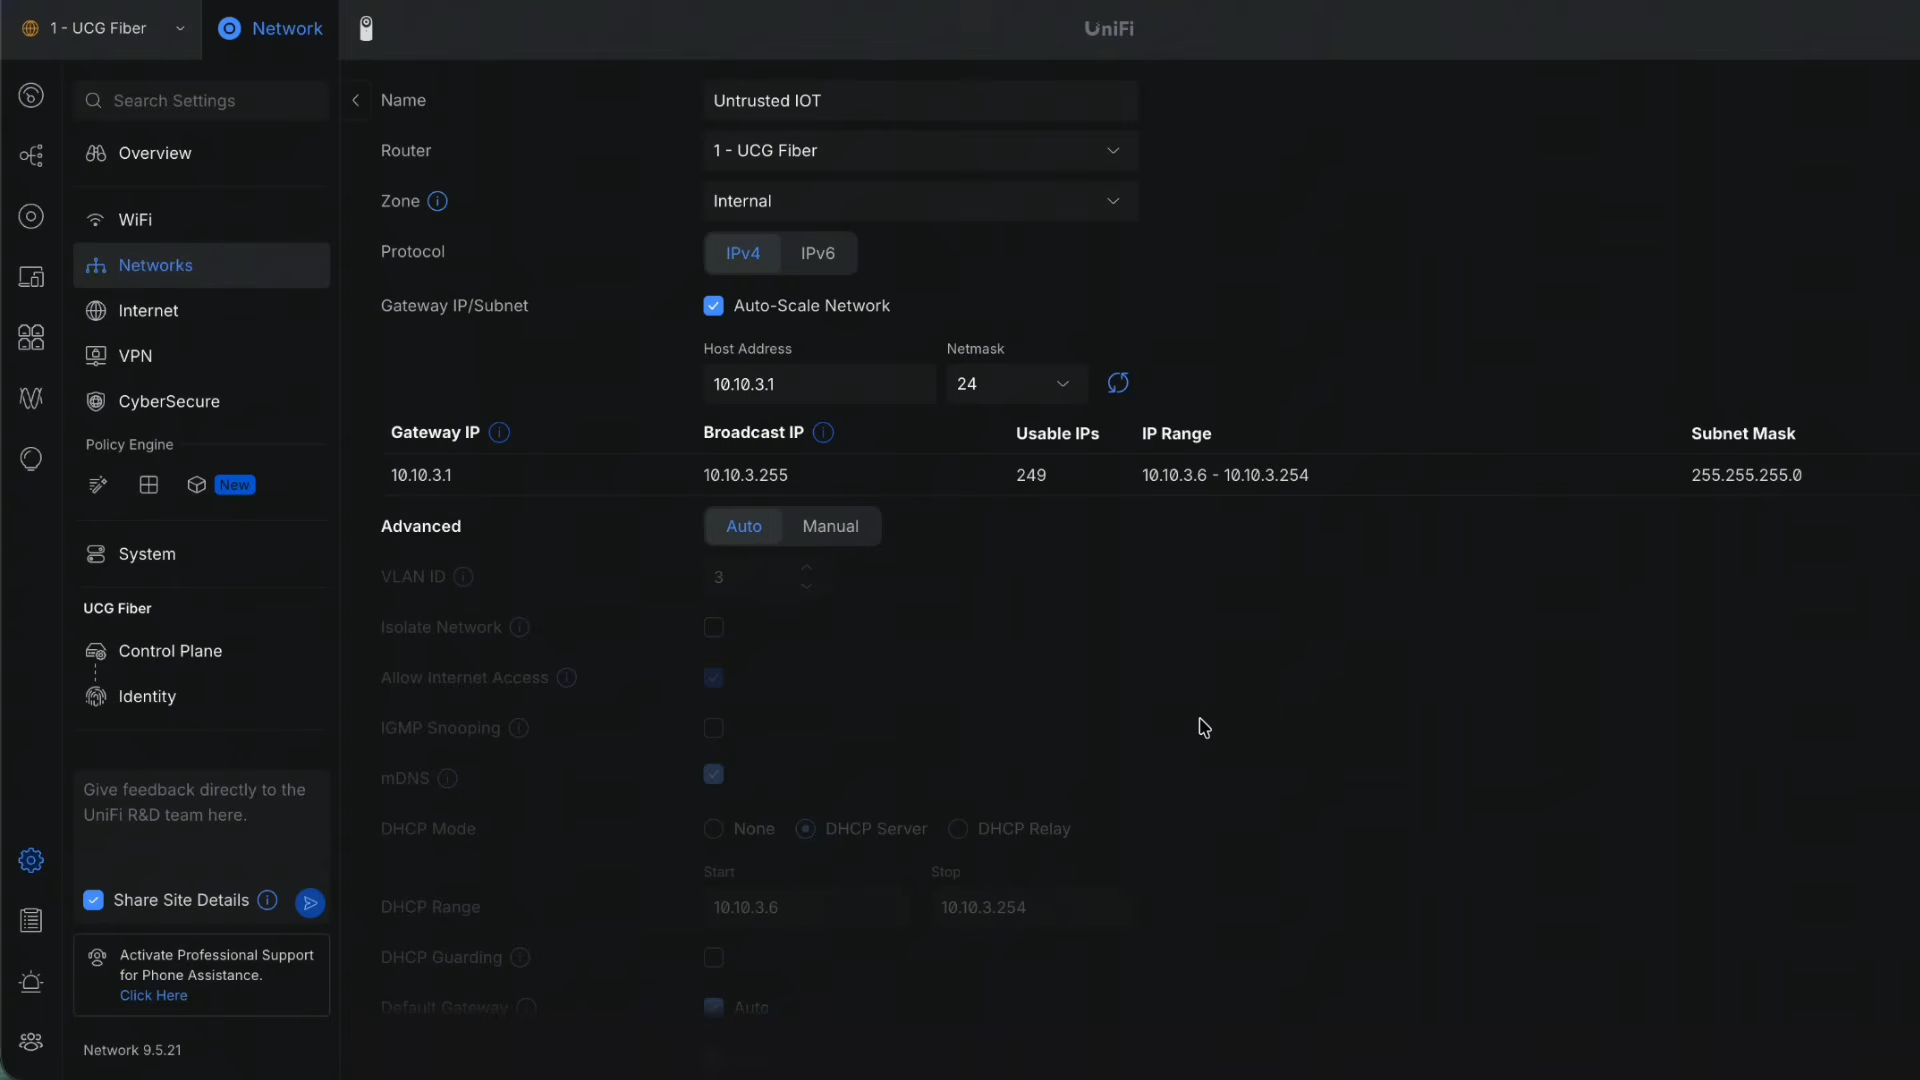 1 - UCG Fiber
Network
UniFi
Search Settings
Overview
WiFi
Networks
Internet
VPN
CyberSecure
Policy Engine
New
System
UCG Fiber
Control Plane
Identity
Give feedback directly to the
UniFi R&D team here.
Share Site Details
Activate Professional Support
for Phone Assistance.
Click Here
Network 9.5.21
Name
Untrusted IOT
Router
1 - UCG Fiber
Zone
Internal
Protocol
IPv4
IPv6
Gateway IP/Subnet
Auto-Scale Network
Host Address
Netmask
10.10.3.1
24
Gateway IP
Broadcast IP
Usable IPs
IP Range
Subnet Mask
10.10.3.1
10.10.3.255
249
10.10.3.6 - 10.10.3.254
255.255.255.0
Advanced
Auto
Manual
VLAN ID
3
Isolate Network
Allow Internet Access
IGMP Snooping
mDNS
DHCP Mode
None
DHCP Server
DHCP Relay
Start
Stop
DHCP Range
10.10.3.6
10.10.3.254
DHCP Guarding
Default Gateway
Auto